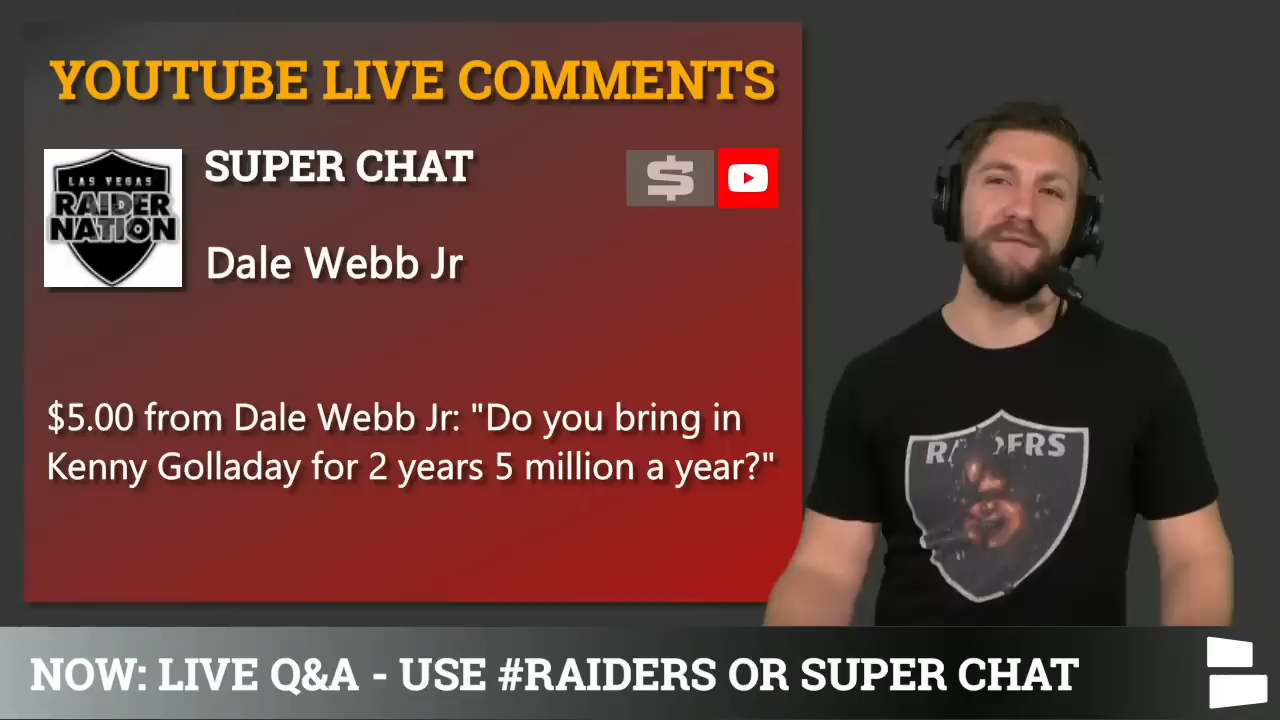 YOUTUBE LIVE COMMENTS
LAS VEGAS
RAIDER
NATION
SUPER CHAT
Dale Webb Jr
$5.00 from Dale Webb Jr: "Do you bring in
Kenny Golladay for 2 years 5 million a year?"
NOW: LIVE Q&A - USE #RAIDERS OR SUPER CHAT